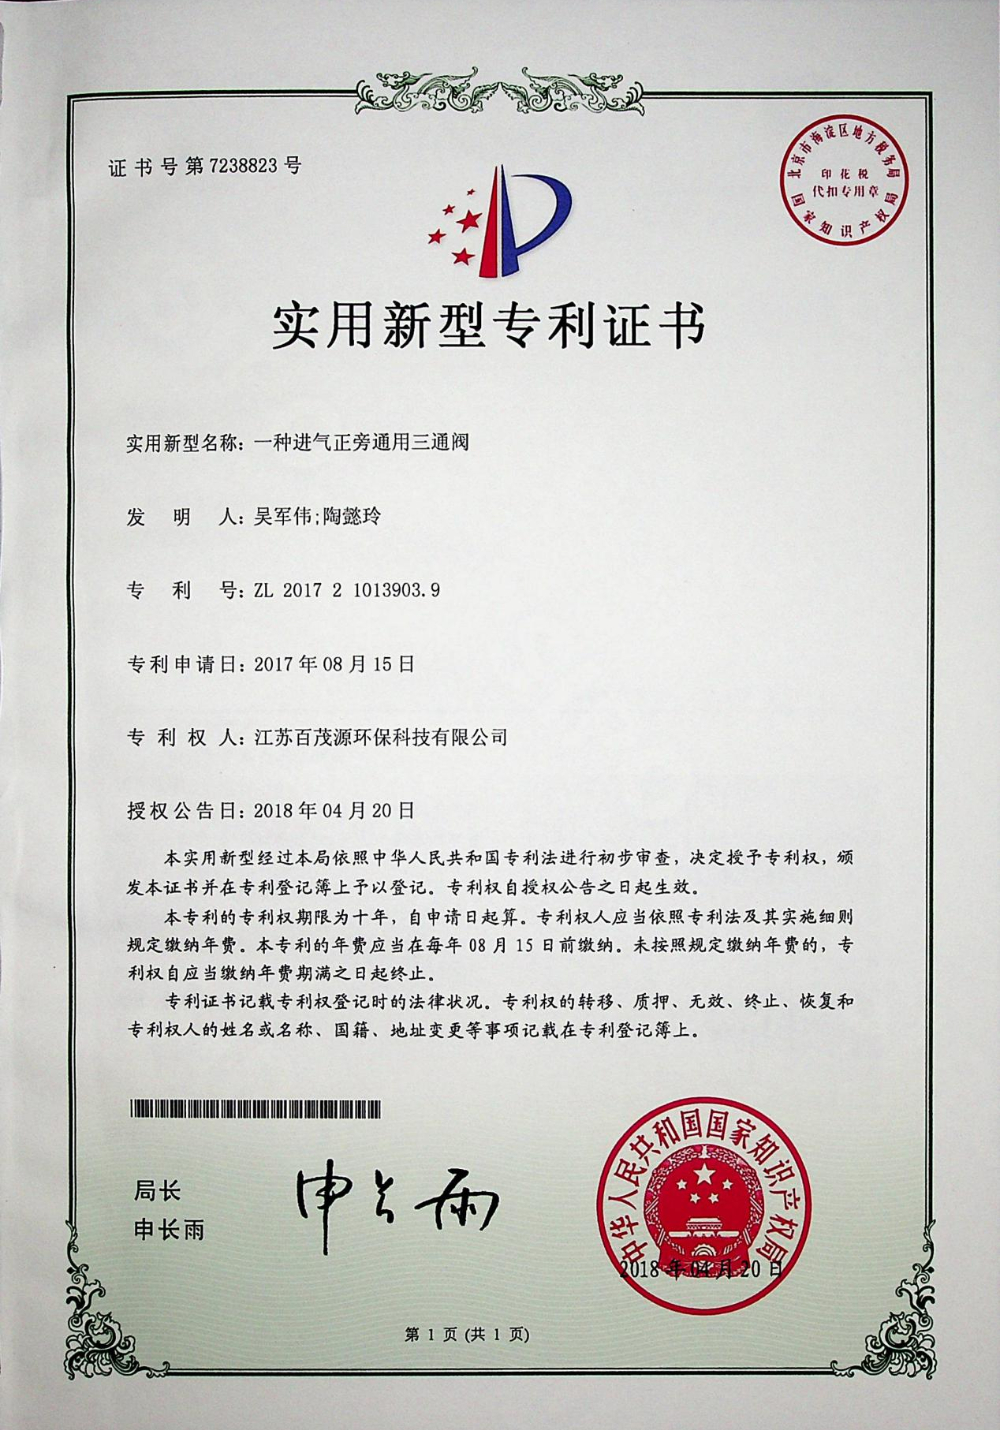 证书号第7238823号
北京市海淀区地方税务局
印花税
代扣专用章
国家知识产权局
实用新型专利证书
实用新型名称：一种进气正旁通用三通阀
发明人：吴军伟;陶懿玲
专利号：ZL 2017 2 1013903.9
专利申请日：2017年08月15日
专利权人：江苏百茂源环保科技有限公司
授权公告日：2018年04月20日
本实用新型经过本局依照中华人民共和国专利法进行初步审查，决定授予专利权，颁
发本证书并在专利登记簿上予以登记。专利权自授权公告之日起生效。
本专利的专利权期限为十年，自申请日起算。专利权人应当依照专利法及其实施细则
规定缴纳年费。本专利的年费应当在每年08月15日前缴纳。未按照规定缴纳年费的，专
利权自应当缴纳年费期满之日起终止。
专利证书记载专利权登记时的法律状况。专利权的转移、质押、无效、终止、恢复和
专利权人的姓名或名称、国籍、地址变更等事项记载在专利登记簿上。
局长
申长雨
申长雨
中华人民共和国国家知识产权局
2018年04月20日
第1页(共1页)